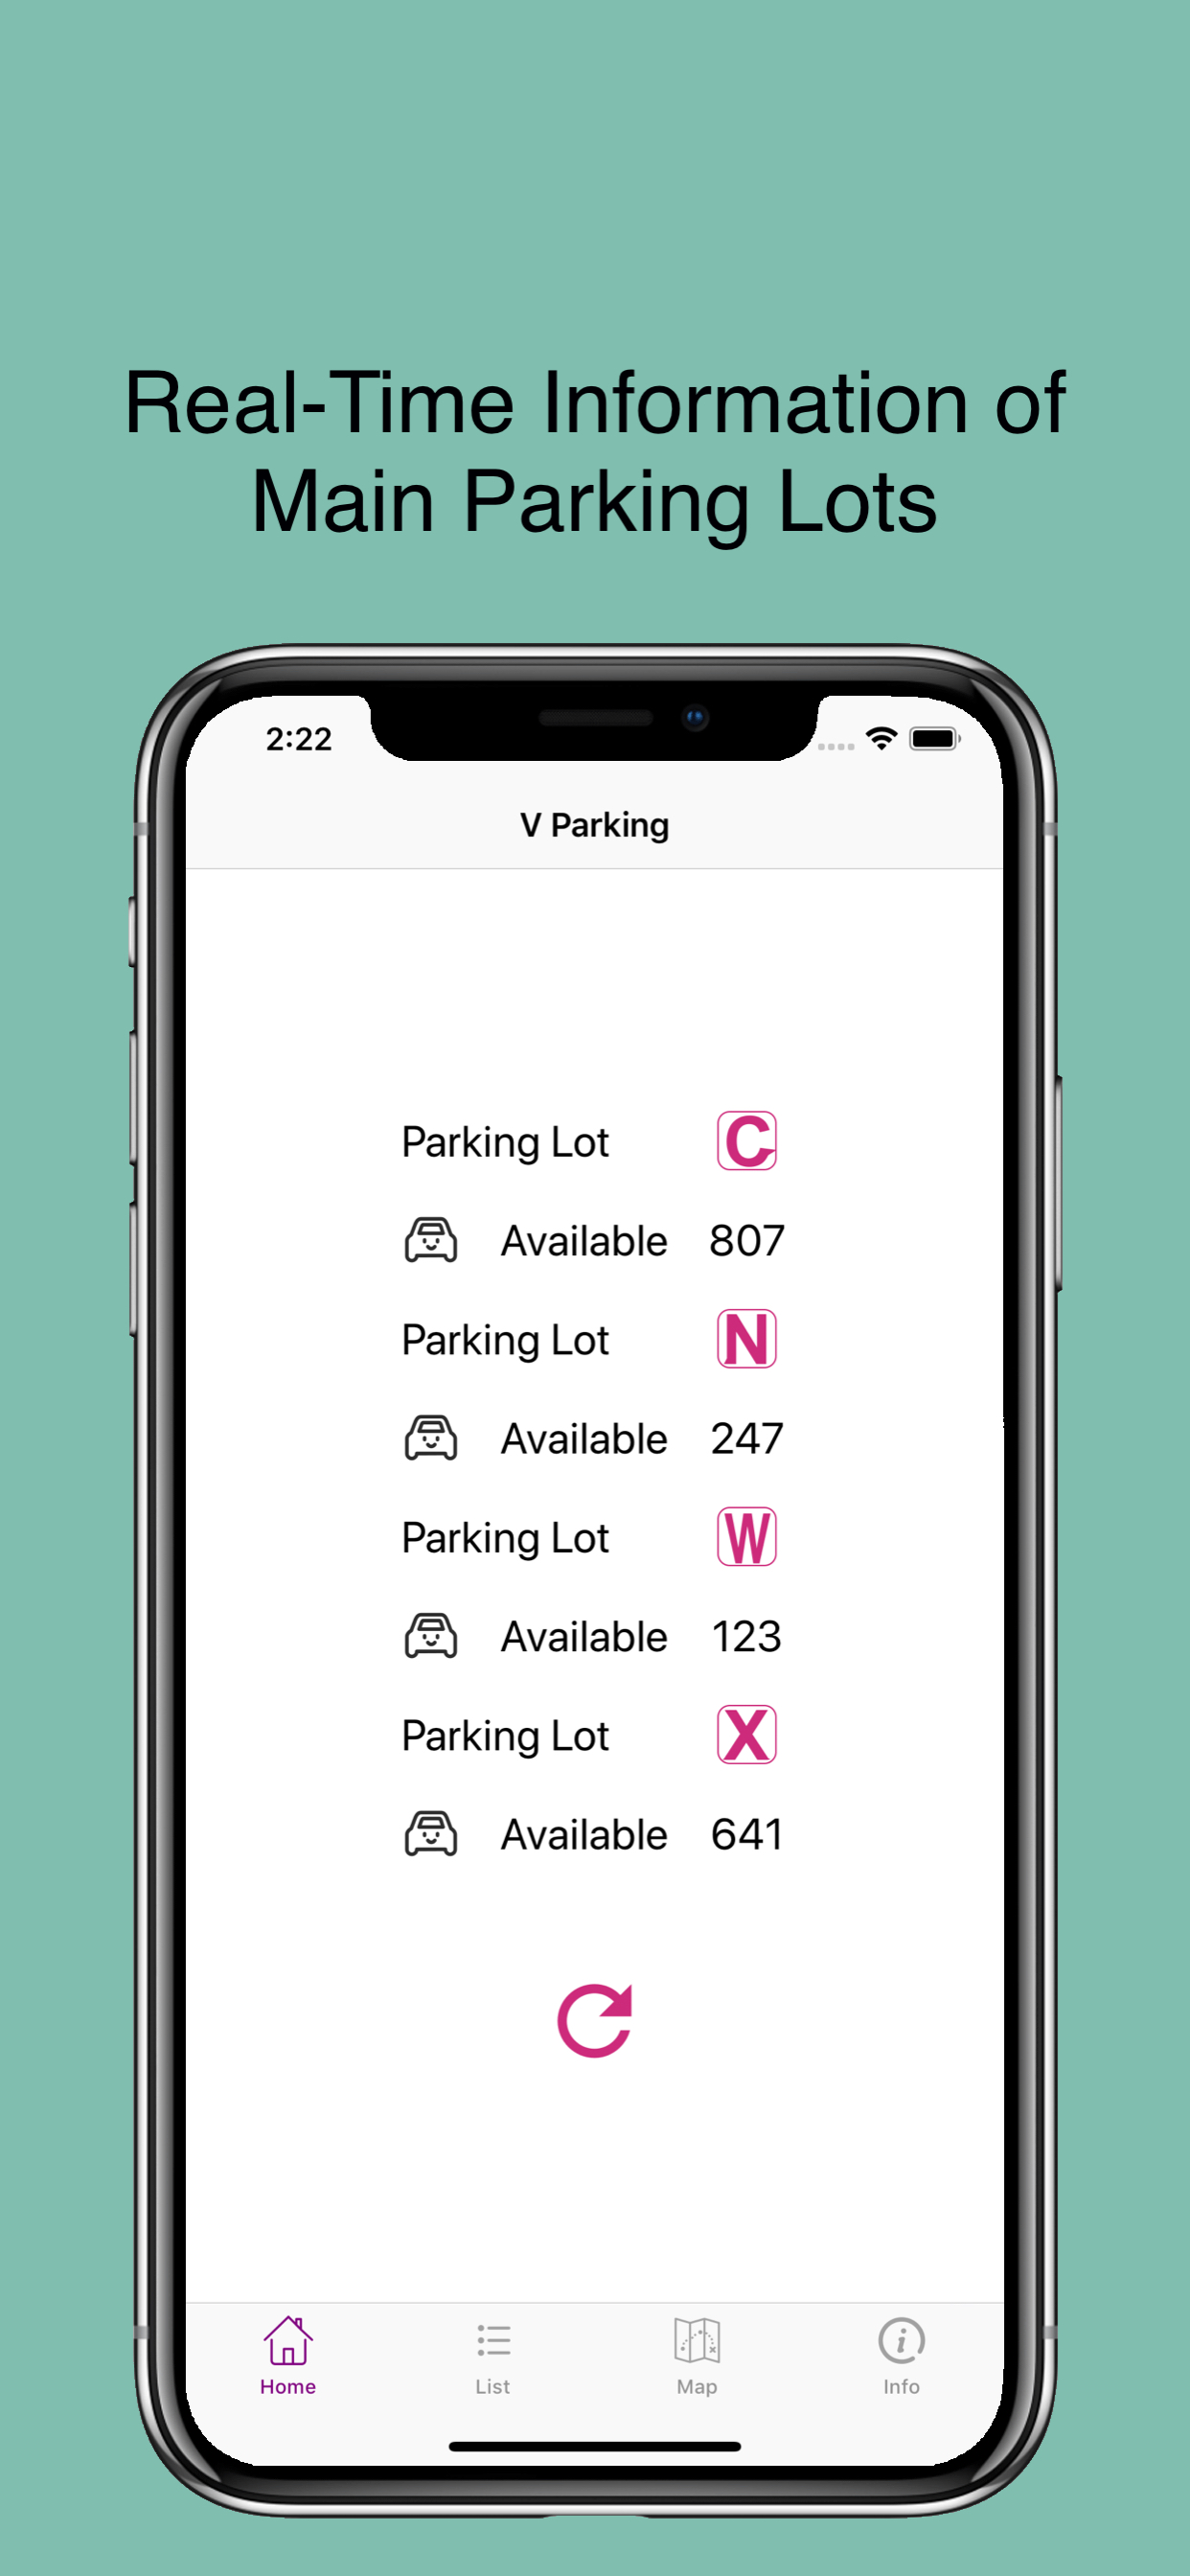 Real-Time Information of
Main Parking Lots
2:22
V Parking
Parking Lot C
Available 807
Parking Lot N
Available 247
Parking Lot W
Available 123
Parking Lot X
Available 641
Home List Map Info